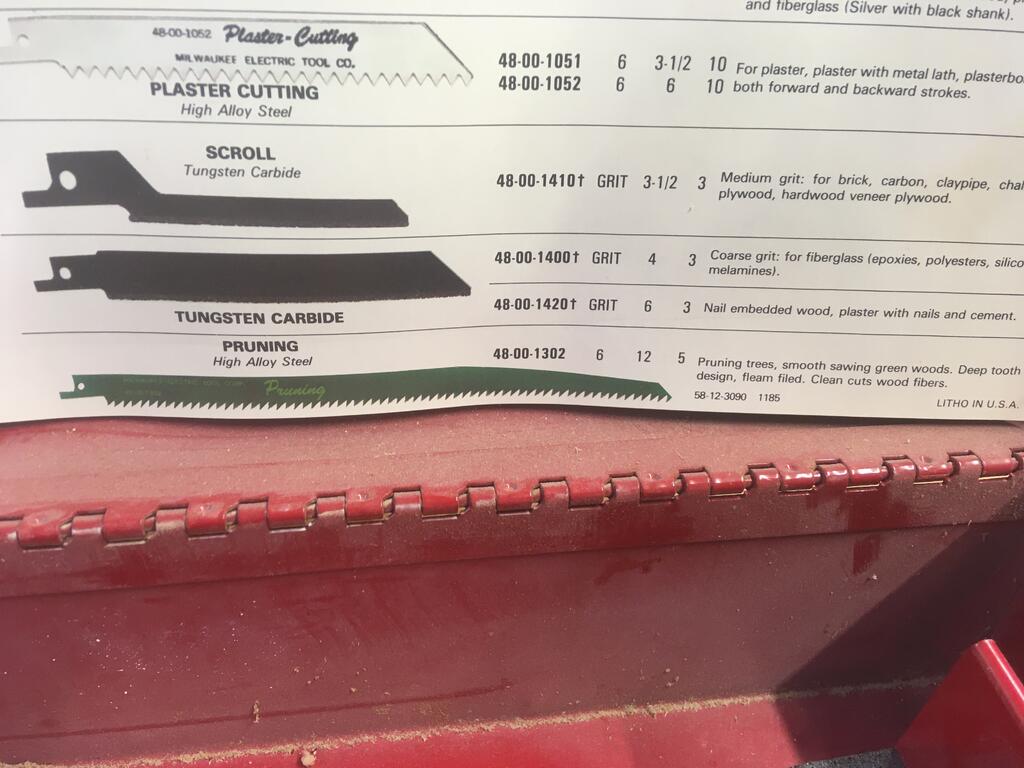 and fiberglass (Silver with black shank).
48-00-1052 Plaster-Cutting
MILWAUKEE ELECTRIC TOOL CO.
PLASTER CUTTING
High Alloy Steel
48-00-1051 6 3-1/2 10 For plaster, plaster with metal lath, plasterbo
48-00-1052 6 6 10 both forward and backward strokes.
SCROLL
Tungsten Carbide
48-00-1410† GRIT 3-1/2 3 Medium grit: for brick, carbon, claypipe, chal
plywood, hardwood veneer plywood.
48-00-1400† GRIT 4 3 Coarse grit: for fiberglass (epoxies, polyesters, silico
melamines).
48-00-1420† GRIT 6 3 Nail embedded wood, plaster with nails and cement.
TUNGSTEN CARBIDE
PRUNING
High Alloy Steel
48-00-1302 6 12 5 Pruning trees, smooth sawing green woods. Deep tooth
design, fleam filed. Clean cuts wood fibers.
Pruning
58-12-3090 1185
LITHO IN U.S.A.